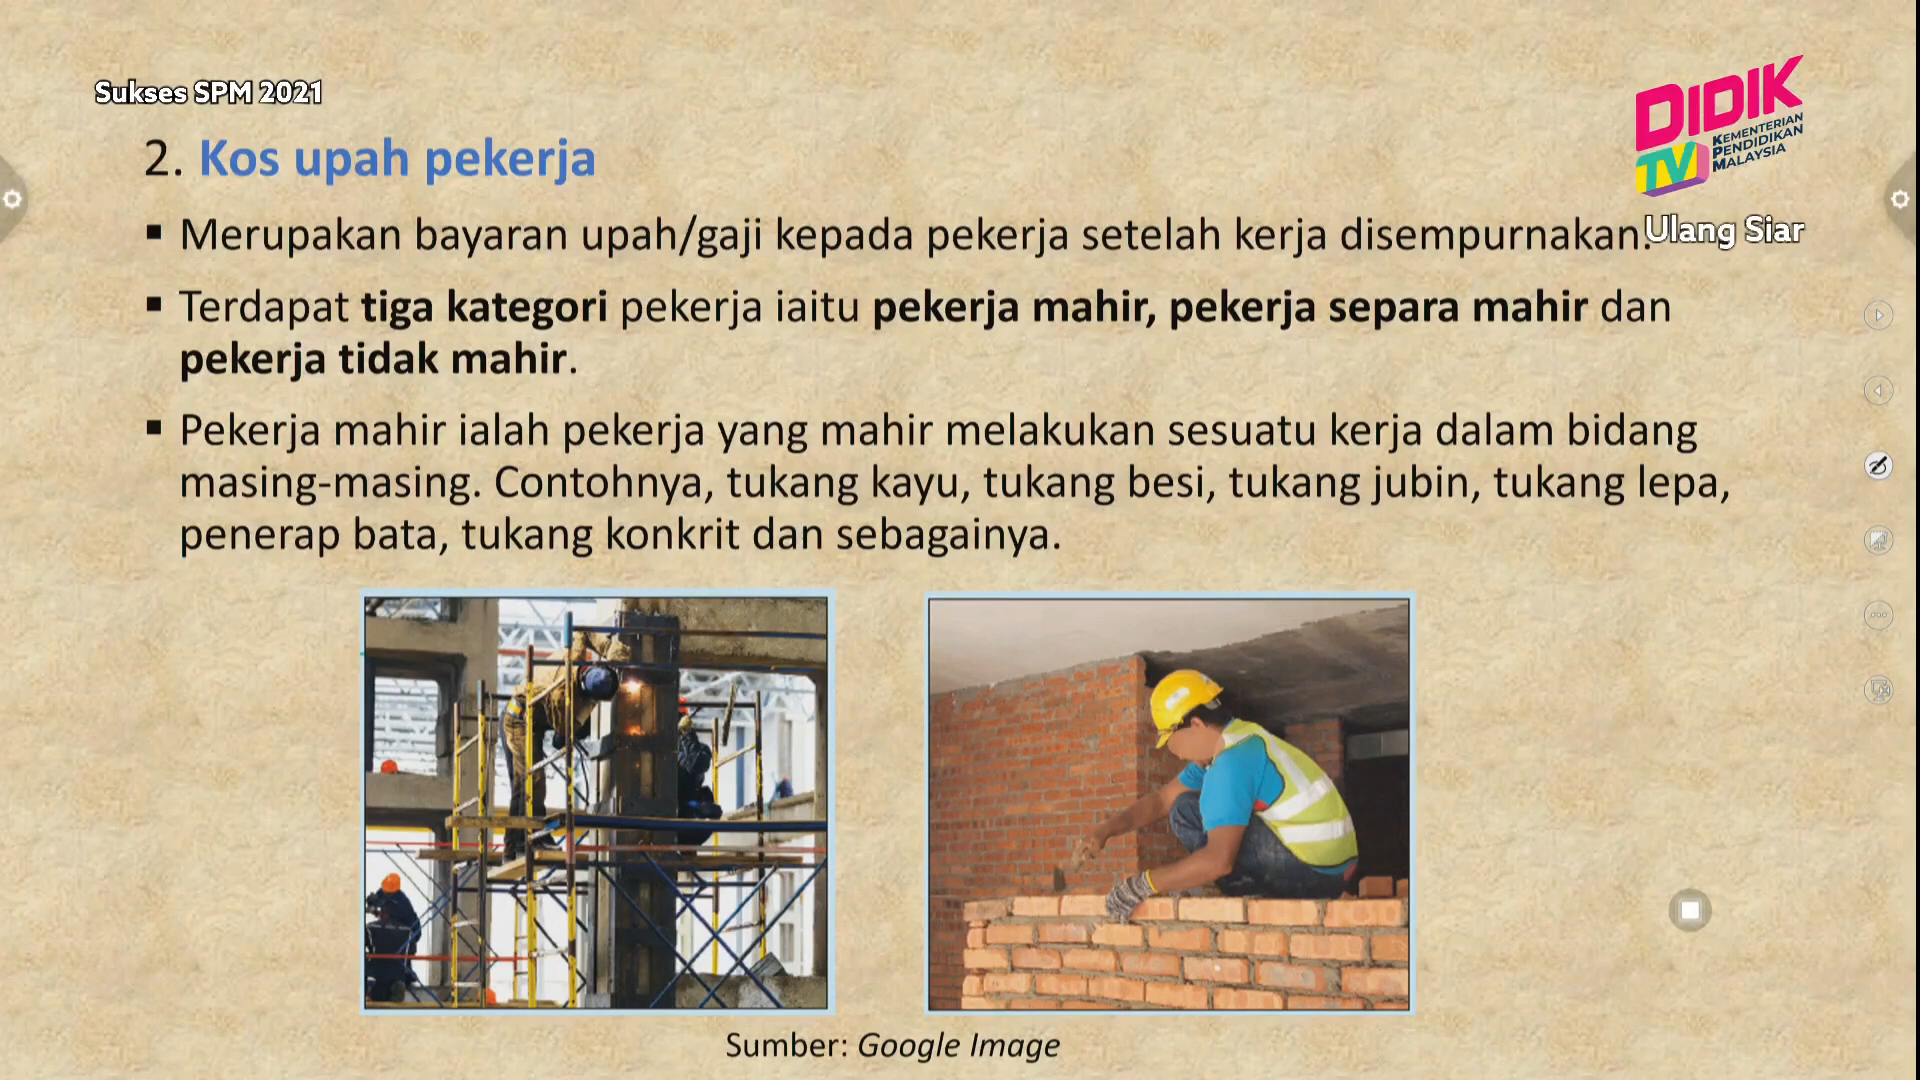 Sukses SPM 2021
DIDIK
TV
KEMENTERIAN
PENDIDIKAN
MALAYSIA
Ulang Siar
2. Kos upah pekerja
▪ Merupakan bayaran upah/gaji kepada pekerja setelah kerja disempurnakan.
▪ Terdapat tiga kategori pekerja iaitu pekerja mahir, pekerja separa mahir dan
pekerja tidak mahir.
▪ Pekerja mahir ialah pekerja yang mahir melakukan sesuatu kerja dalam bidang
masing-masing. Contohnya, tukang kayu, tukang besi, tukang jubin, tukang lepa,
penerap bata, tukang konkrit dan sebagainya.
Sumber: Google Image